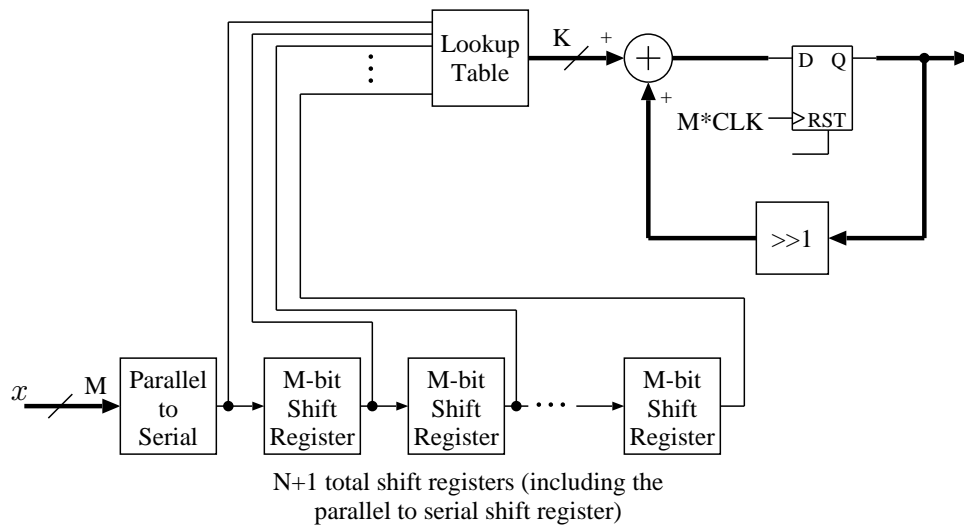 Lookup
Table
K
+
+
+
D
Q
M*CLK
RST
>>1
x
M
Parallel
to
Serial
M-bit
Shift
Register
M-bit
Shift
Register
M-bit
Shift
Register
N+1 total shift registers (including the
parallel to serial shift register)